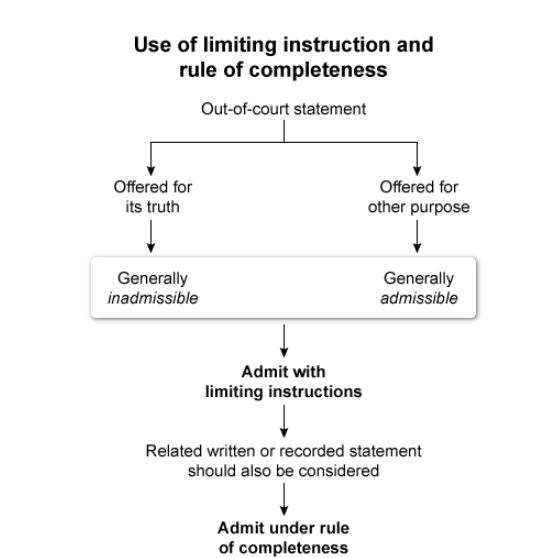 Use of limiting instruction and
rule of completeness
Out-of-court statement
Offered for
its truth
Offered for
other purpose
Generally
inadmissible
Generally
admissible
Admit with
limiting instructions
Related written or recorded statement
should also be considered
Admit under rule
of completeness